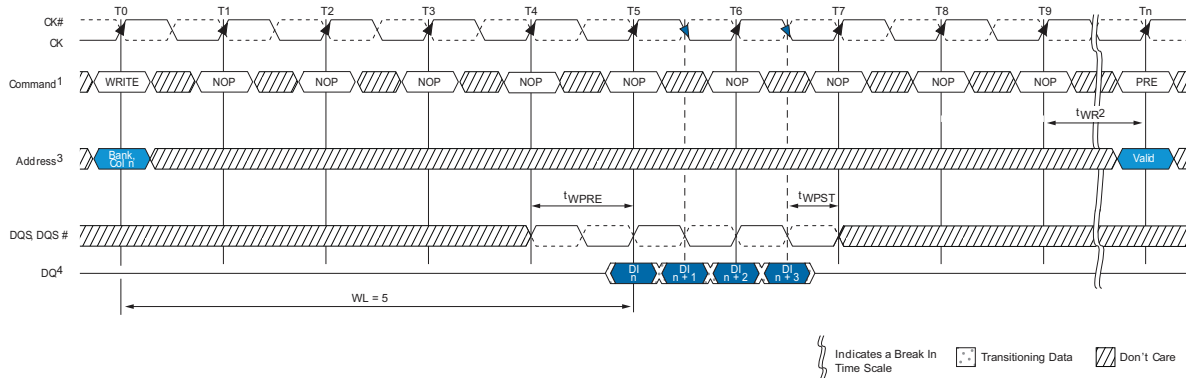 T0 T1 T2 T3 T4 T5 T6 T7 T8 T9 Tn
CK#
CK
Command1 WRITE NOP NOP NOP NOP NOP NOP NOP NOP NOP PRE
tWR2
Address3 Bank, Col n Valid
tWPRE tWPST
DQS, DQS #
DQ4 DI n DI n + 1 DI n + 2 DI n + 3
WL = 5
Indicates a Break In
Time Scale
Transitioning Data
Don't Care